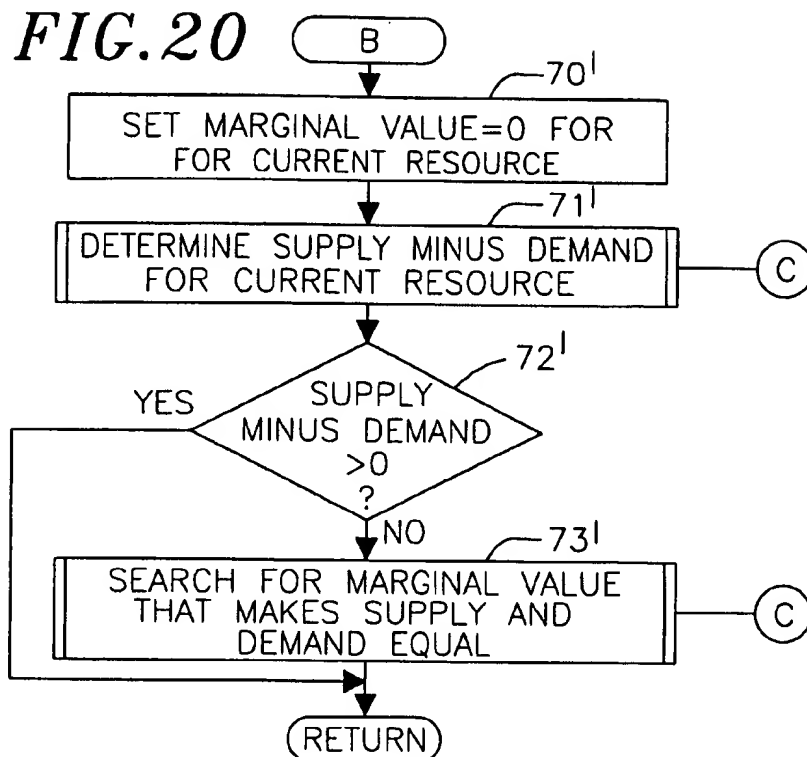 FIG.20
B
70'
SET MARGINAL VALUE=0 FOR
FOR CURRENT RESOURCE
71'
DETERMINE SUPPLY MINUS DEMAND
FOR CURRENT RESOURCE
C
72'
YES
SUPPLY
MINUS DEMAND
>0
?
NO
73'
SEARCH FOR MARGINAL VALUE
THAT MAKES SUPPLY AND
DEMAND EQUAL
C
RETURN